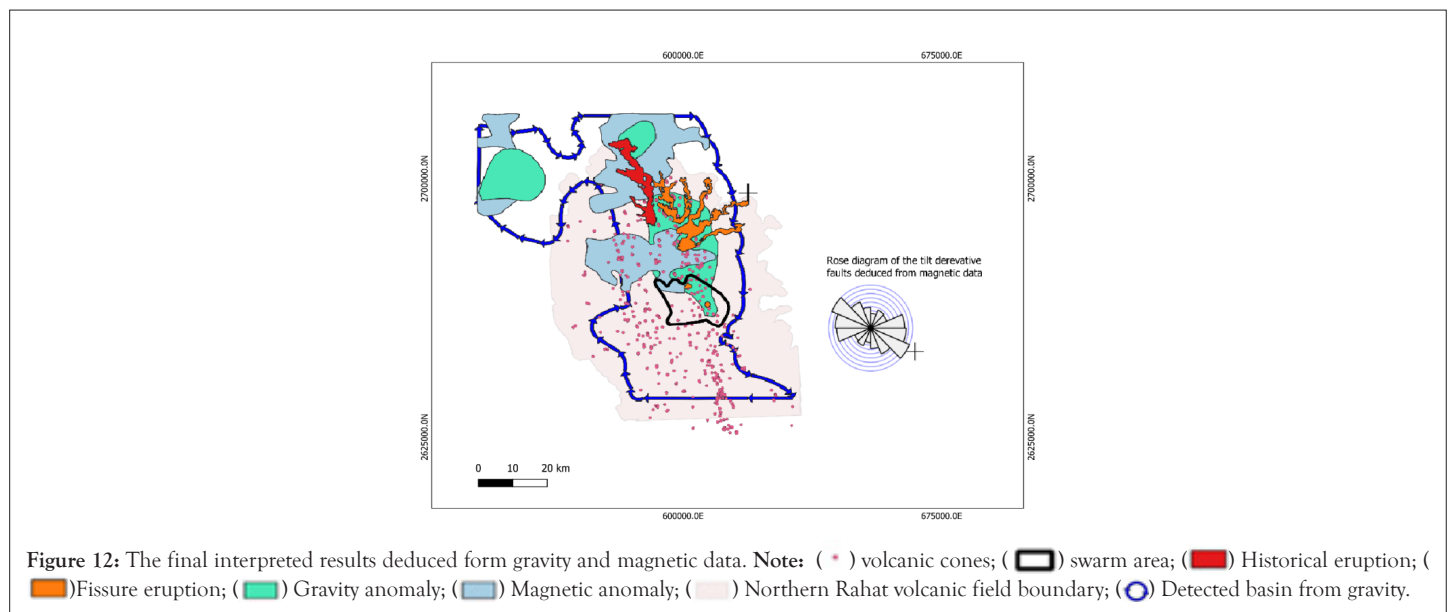 600000.0E 675000.0E
2700000.0N 2700000.0N
Rose diagram of the tilt derevative
faults deduced from magnetic data
2625000.0N 2625000.0N
0 10 20 km
600000.0E 675000.0E
Figure 12: The final interpreted results deduced form gravity and magnetic data. Note: ( ) volcanic cones; ( ) swarm area; ( ) Historical eruption; (
)Fissure eruption; ( ) Gravity anomaly; ( ) Magnetic anomaly; ( ) Northern Rahat volcanic field boundary; ( ) Detected basin from gravity.